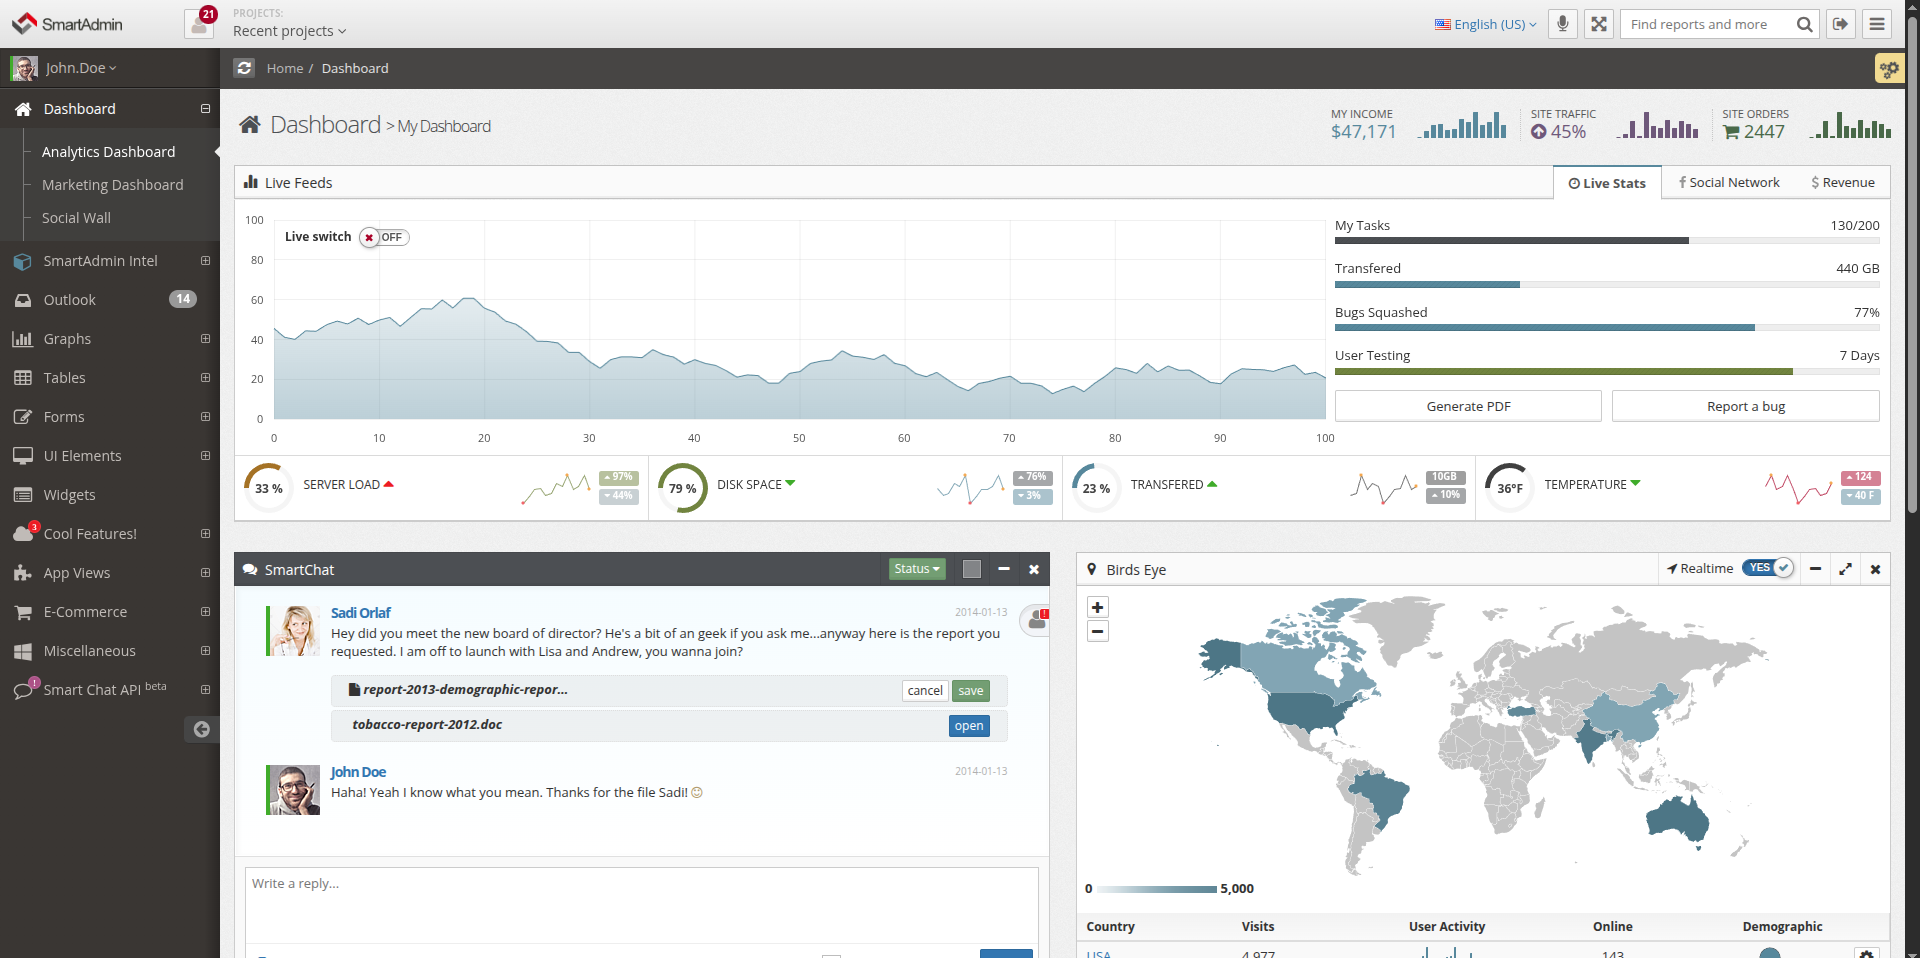 SmartAdmin
21
PROJECTS:
Recent projects
English (US)
Find reports and more
John.Doe
Home / Dashboard
Dashboard
Analytics Dashboard
Marketing Dashboard
Social Wall
SmartAdmin Intel
Outlook 14
Graphs
Tables
Forms
UI Elements
Widgets
3
Cool Features!
App Views
E-Commerce
Miscellaneous
!
Smart Chat API beta
Dashboard > My Dashboard
MY INCOME
$47,171
SITE TRAFFIC
45%
SITE ORDERS
2447
Live Feeds
Live Stats
Social Network
$ Revenue
Live switch OFF
100
80
60
40
20
0
0 10 20 30 40 50 60 70 80 90 100
My Tasks 130/200
Transfered 440 GB
Bugs Squashed 77%
User Testing 7 Days
Generate PDF
Report a bug
33 % SERVER LOAD 97% 44%
79 % DISK SPACE 76% 3%
23 % TRANSFERED 10GB 10%
36°F TEMPERATURE 124 40 F
SmartChat
Status
Sadi Orlaf 2014-01-13
!
Hey did you meet the new board of director? He's a bit of an geek if you ask me...anyway here is the report you
requested. I am off to launch with Lisa and Andrew, you wanna join?
report-2013-demographic-repor... cancel save
tobacco-report-2012.doc open
John Doe 2014-01-13
Haha! Yeah I know what you mean. Thanks for the file Sadi!
Write a reply...
Birds Eye
Realtime YES
+
−
0 5,000
Country Visits User Activity Online Demographic
USA 4,977 143